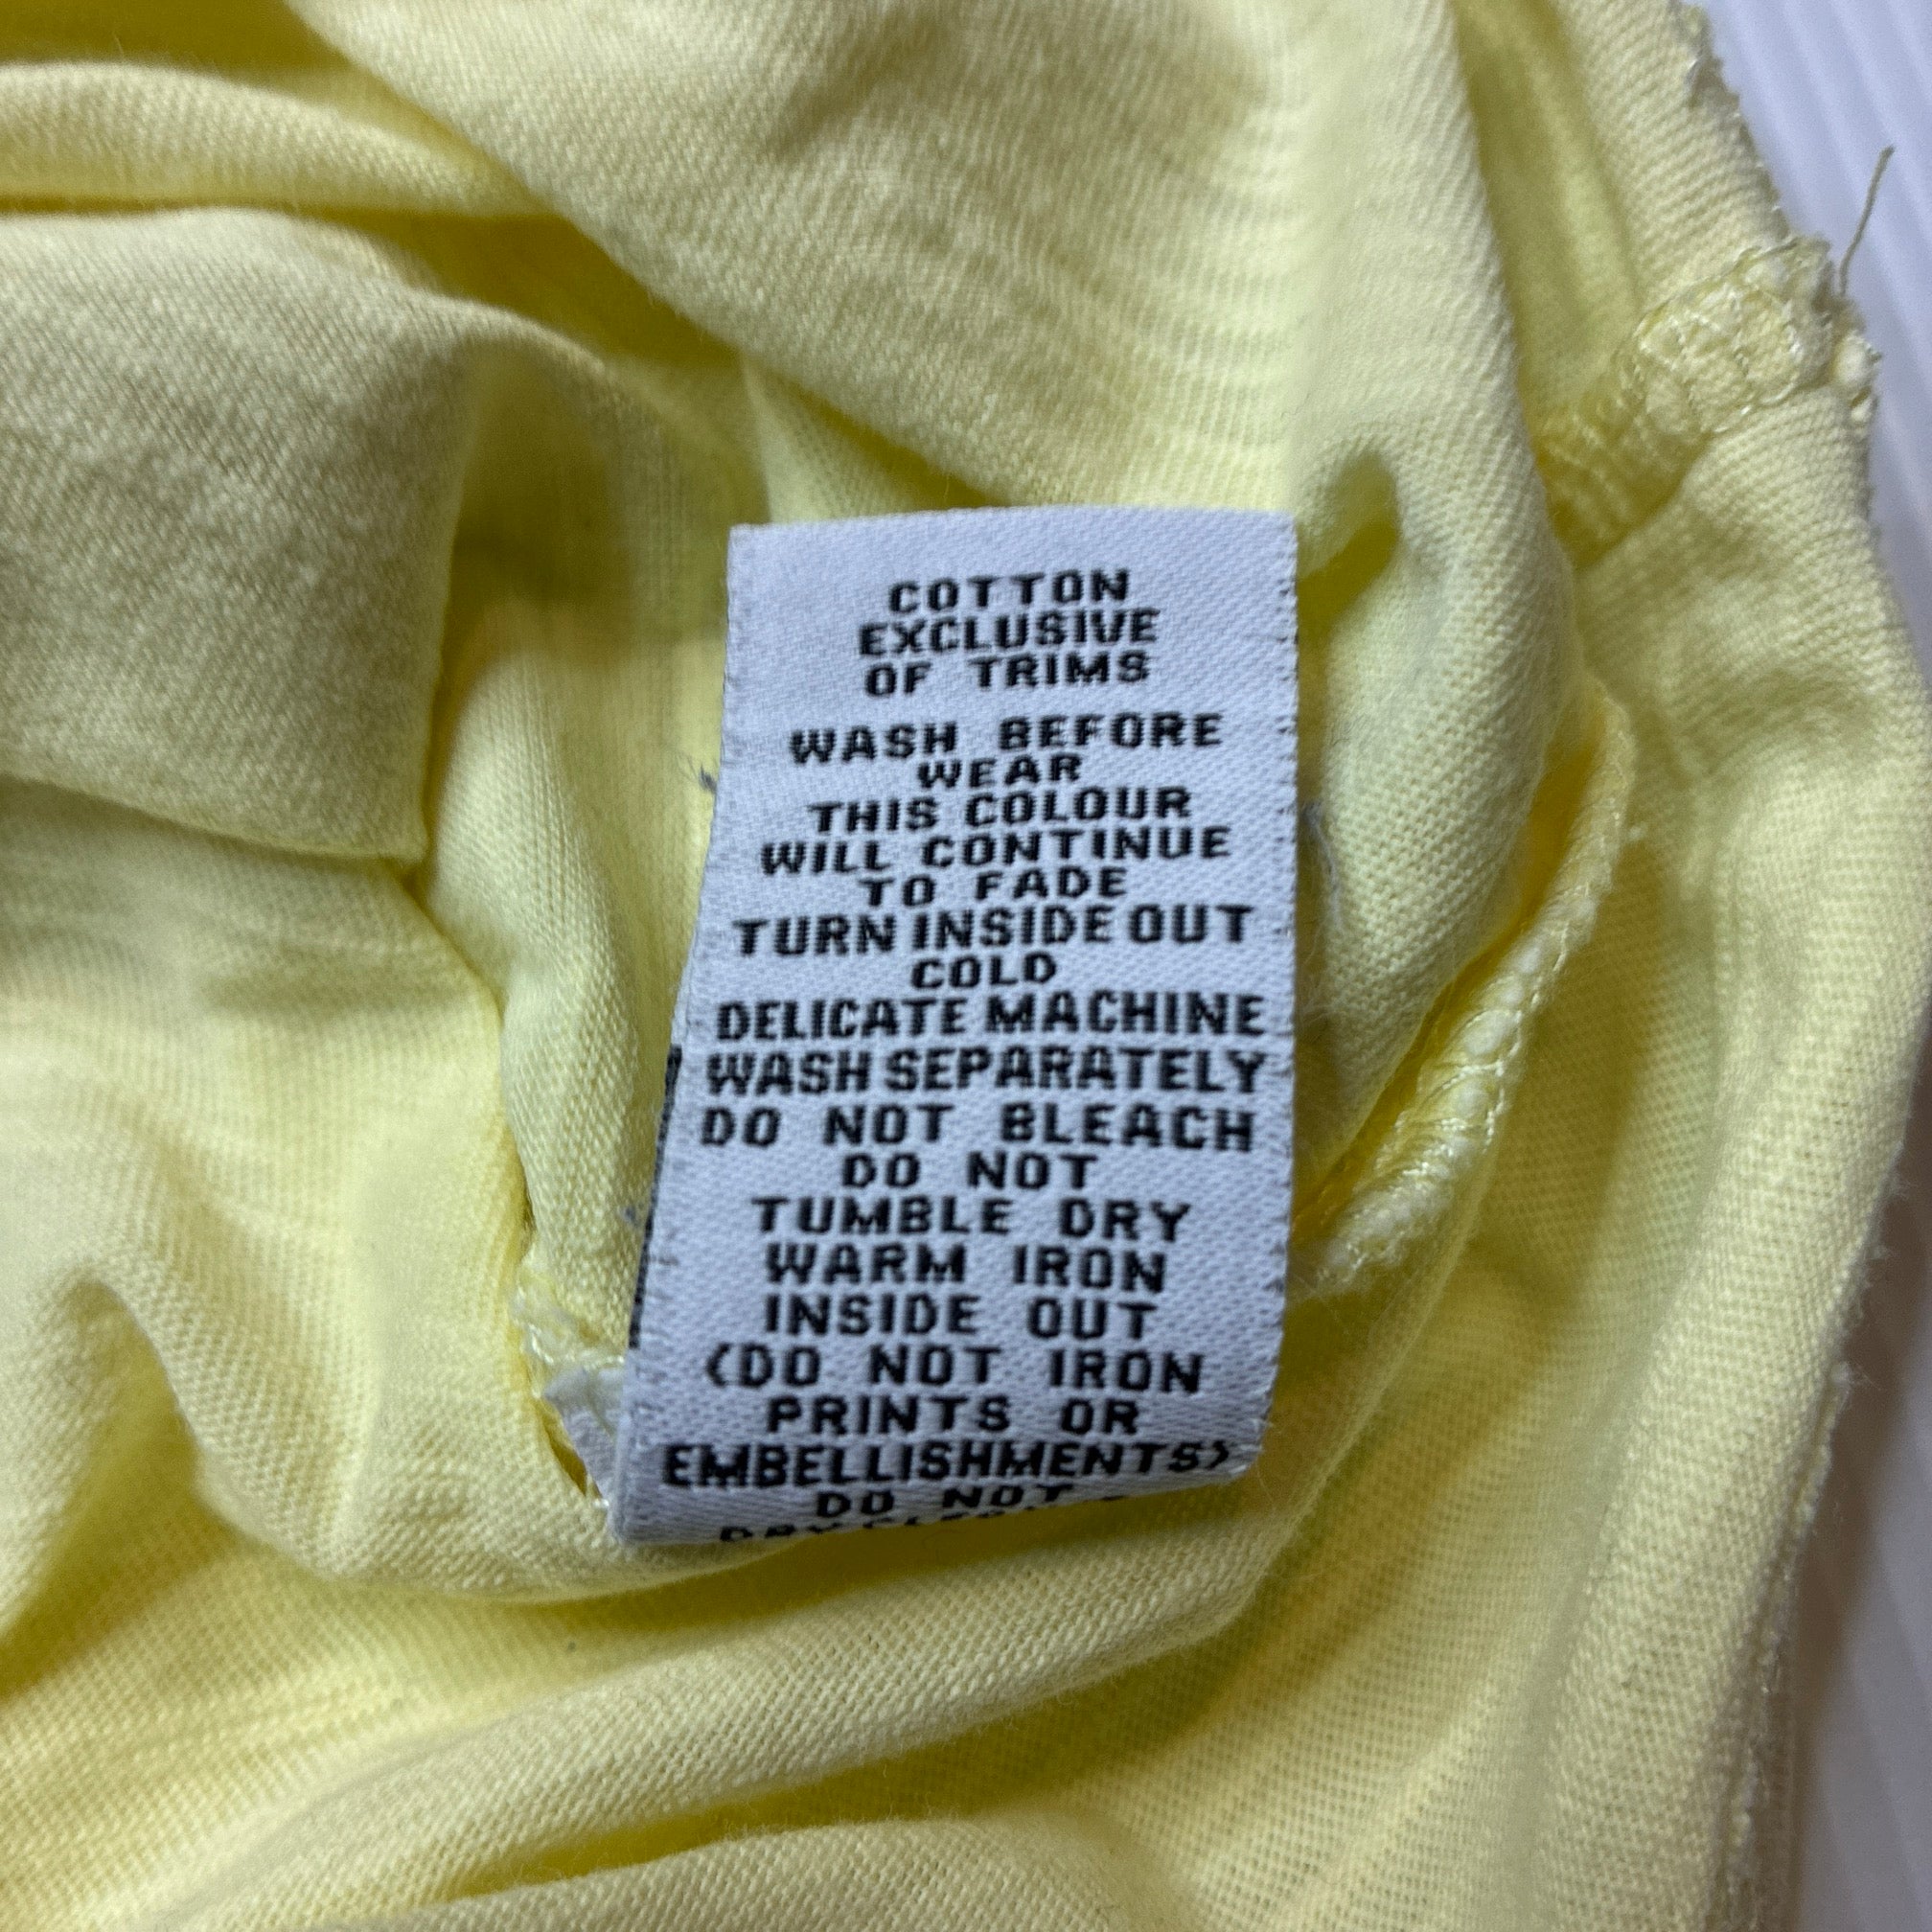 COTTON
EXCLUSIVE
OF TRIMS
WASH BEFORE
WEAR
THIS COLOUR
WILL CONTINUE
TO FADE
TURN INSIDE OUT
COLD
DELICATE MACHINE
WASH SEPARATELY
DO NOT BLEACH
DO NOT
TUMBLE DRY
WARM IRON
INSIDE OUT
(DO NOT IRON
PRINTS OR
EMBELLISHMENTS)
DO NOT
DRY